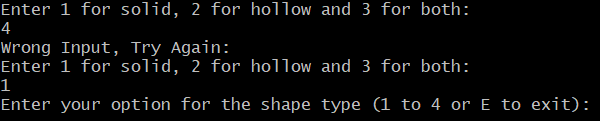 Enter 1 for solid, 2 for hollow and 3 for both:
4
Wrong Input, Try Again:
Enter 1 for solid, 2 for hollow and 3 for both:
1
Enter your option for the shape type (1 to 4 or E to exit):